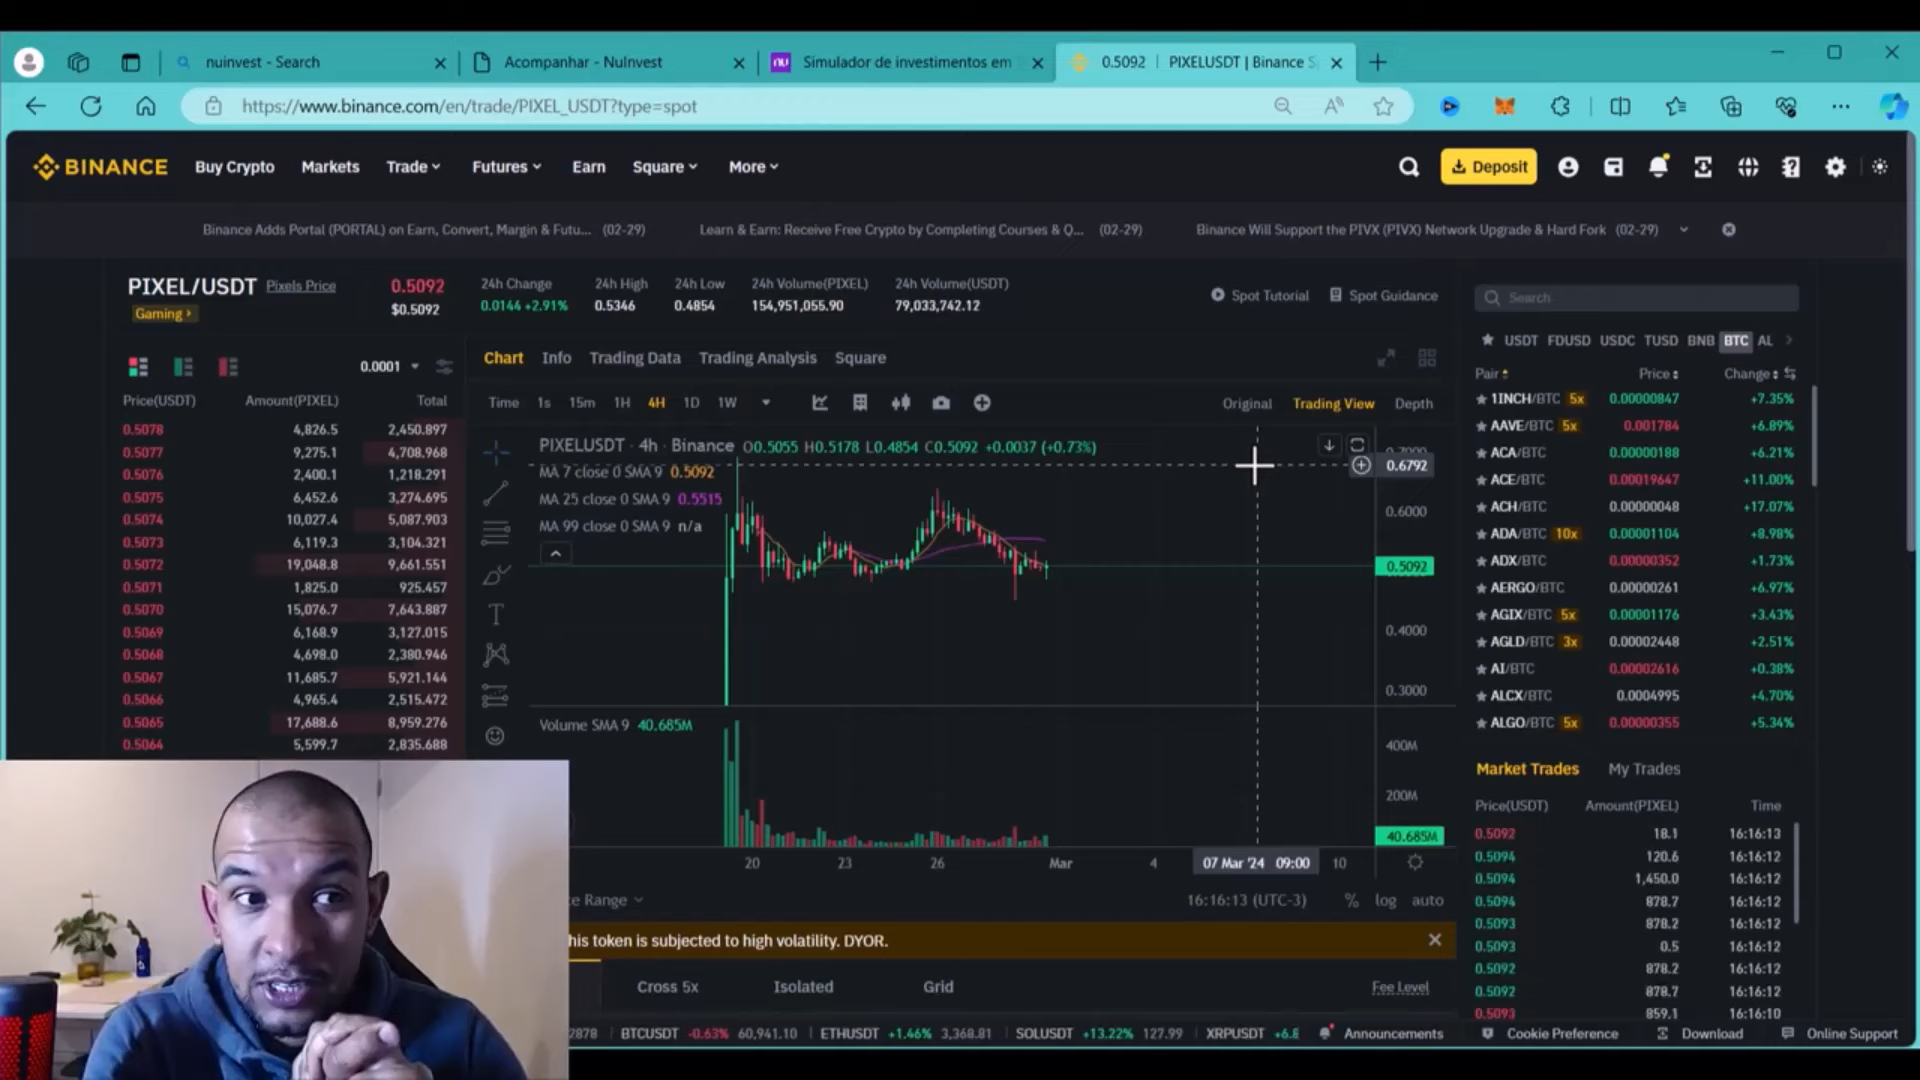 nuinvest - Search
Acompanhar - NuInvest
nu Simulador de investimentos em
0.5092 | PIXELUSDT | Binance S
https://www.binance.com/en/trade/PIXEL_USDT?type=spot
BINANCE Buy Crypto Markets Trade Futures Earn Square More Deposit
Binance Adds Portal (PORTAL) on Earn, Convert, Margin & Futu... (02-29) Learn & Earn: Receive Free Crypto by Completing Courses & Q... (02-29) Binance Will Support the PIVX (PIVX) Network Upgrade & Hard Fork (02-29)
PIXEL/USDT Pixels Price
Gaming
0.5092
$0.5092
24h Change
0.0144 +2.91%
24h High
0.5346
24h Low
0.4854
24h Volume(PIXEL)
154,951,055.90
24h Volume(USDT)
79,033,742.12
Spot Tutorial Spot Guidance
0.0001
Price(USDT) Amount(PIXEL) Total
0.5078 4,826.5 2,450.897
0.5077 9,275.1 4,708.968
0.5076 2,400.1 1,218.291
0.5075 6,452.6 3,274.695
0.5074 10,027.4 5,087.903
0.5073 6,119.3 3,104.321
0.5072 19,048.8 9,661.551
0.5071 1,825.0 925.457
0.5070 15,076.7 7,643.887
0.5069 6,168.9 3,127.015
0.5068 4,698.0 2,380.946
0.5067 11,685.7 5,921.144
0.5066 4,965.4 2,515.472
0.5065 17,688.6 8,959.276
0.5064 5,599.7 2,835.688
Chart Info Trading Data Trading Analysis Square
Time 1s 15m 1H 4H 1D 1W Original Trading View Depth
PIXELUSDT · 4h · Binance O0.5055 H0.5178 L0.4854 C0.5092 +0.0037 (+0.73%)
MA 7 close 0 SMA 9 0.5092
MA 25 close 0 SMA 9 0.5515
MA 99 close 0 SMA 9 n/a
0.7000
0.6792
0.6000
0.5092
0.4000
0.3000
Volume SMA 9 40.685M
400M
200M
40.685M
20 23 26 Mar 4 07 Mar '24 09:00 10
e Range 16:16:13 (UTC-3) % log auto
his token is subjected to high volatility. DYOR.
Cross 5x Isolated Grid Fee Level
Search
USDT FDUSD USDC TUSD BNB BTC AL
Pair Price Change
1INCH/BTC 5x 0.00000847 +7.35%
AAVE/BTC 5x 0.001784 +6.89%
ACA/BTC 0.00000188 +6.21%
ACE/BTC 0.00019647 +11.00%
ACH/BTC 0.00000048 +17.07%
ADA/BTC 10x 0.00001104 +8.98%
ADX/BTC 0.00000352 +1.73%
AERGO/BTC 0.00000261 +6.97%
AGIX/BTC 5x 0.00001176 +3.43%
AGLD/BTC 3x 0.00002448 +2.51%
AI/BTC 0.00002616 +0.38%
ALCX/BTC 0.0004995 +4.70%
ALGO/BTC 5x 0.00000355 +5.34%
Market Trades My Trades
Price(USDT) Amount(PIXEL) Time
0.5092 18.1 16:16:13
0.5094 120.6 16:16:12
0.5094 1,450.0 16:16:12
0.5094 878.7 16:16:12
0.5093 878.2 16:16:12
0.5093 0.5 16:16:12
0.5092 878.2 16:16:12
0.5092 878.7 16:16:12
0.5093 859.1 16:16:10
2878 BTCUSDT -0.63% 60,941.10 ETHUSDT +1.46% 3,368.81 SOLUSDT +13.22% 127.99 XRPUSDT +6.8 Announcements Cookie Preference Download Online Support